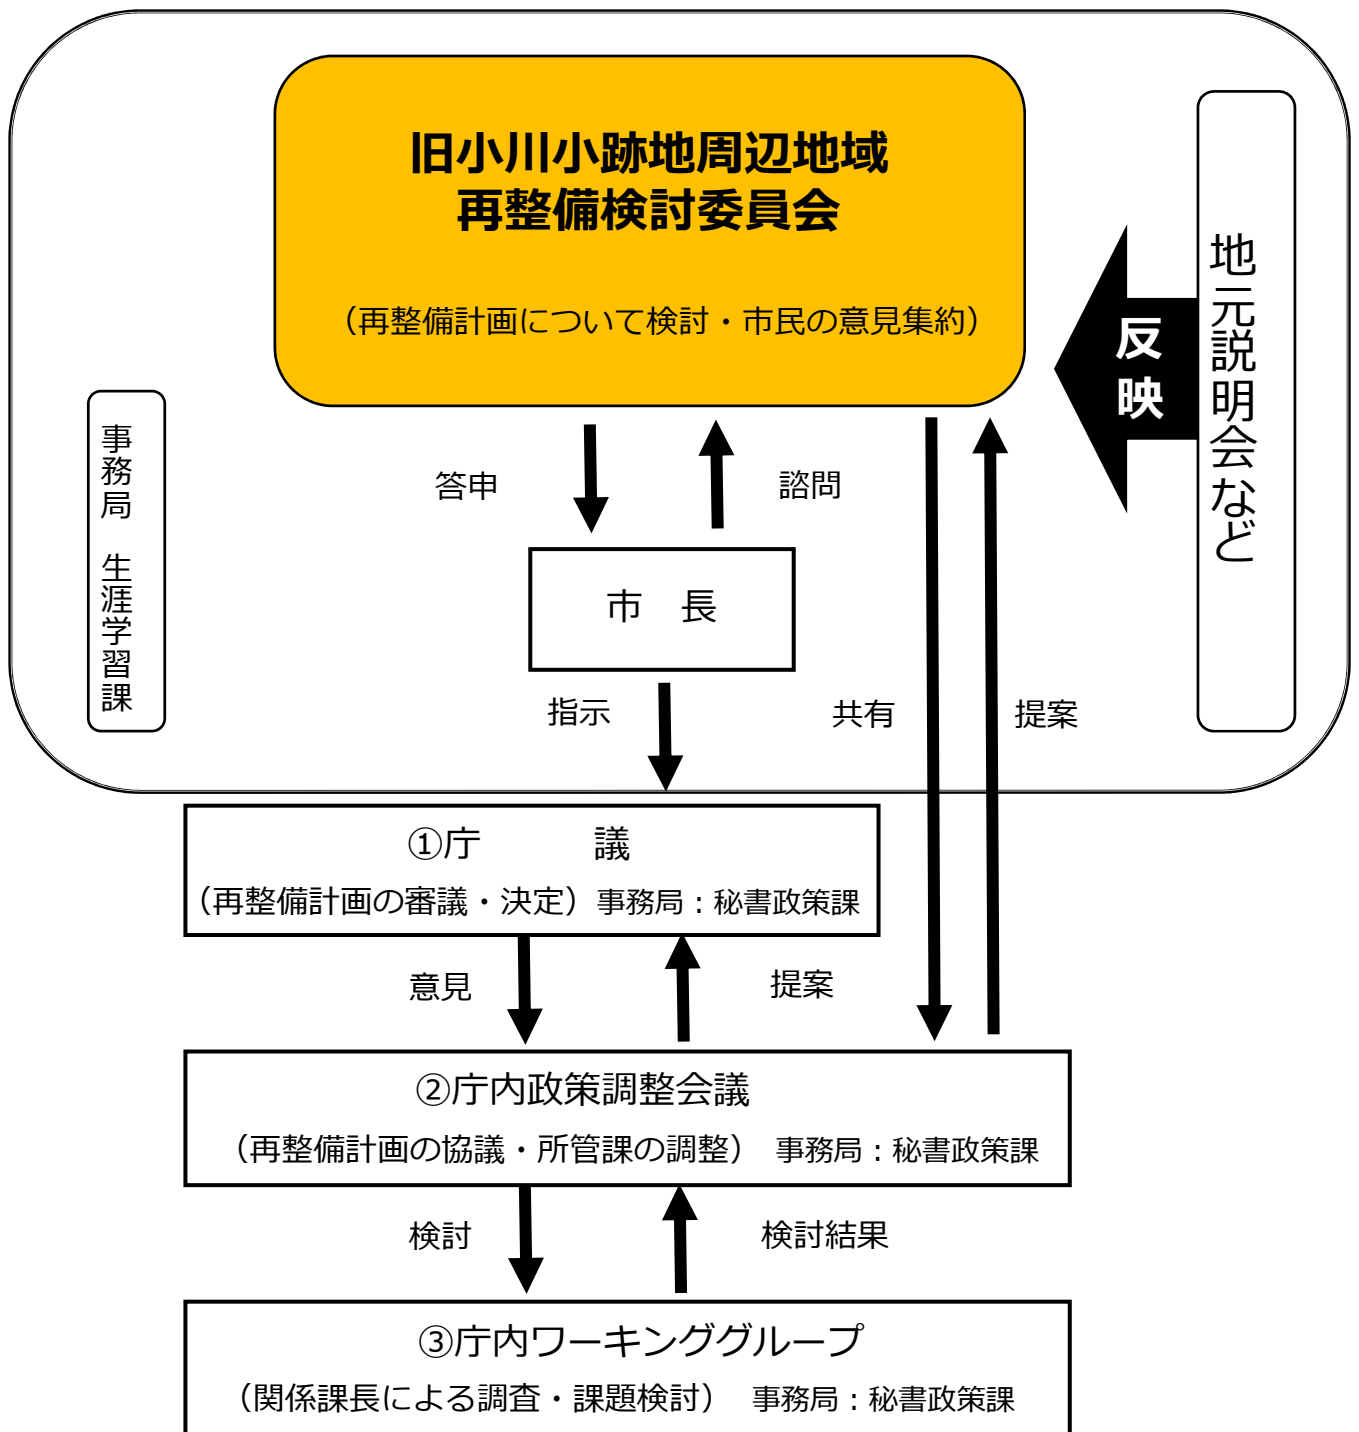 旧小川小跡地周辺地域
再整備検討委員会
（再整備計画について検討・市民の意見集約）
地元説明会など
反映
事務局　生涯学習課
答申
諮問
市　長
指示
共有
提案
①庁　　　議
（再整備計画の審議・決定）事務局：秘書政策課
意見
提案
②庁内政策調整会議
（再整備計画の協議・所管課の調整）　事務局：秘書政策課
検討
検討結果
③庁内ワーキンググループ
（関係課長による調査・課題検討）　事務局：秘書政策課